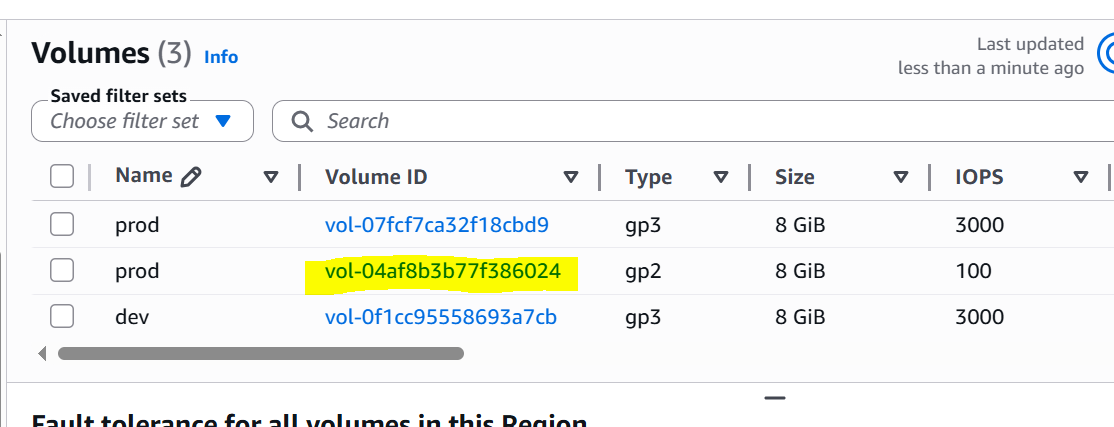 Volumes (3) Info
Last updated
less than a minute ago
Saved filter sets
Choose filter set
Search
Name Volume ID Type Size IOPS
prod vol-07fcf7ca32f18cbd9 gp3 8 GiB 3000
prod vol-04af8b3b77f386024 gp2 8 GiB 100
dev vol-0f1cc95558693a7cb gp3 8 GiB 3000
Fault tolerance for all volumes in this Region